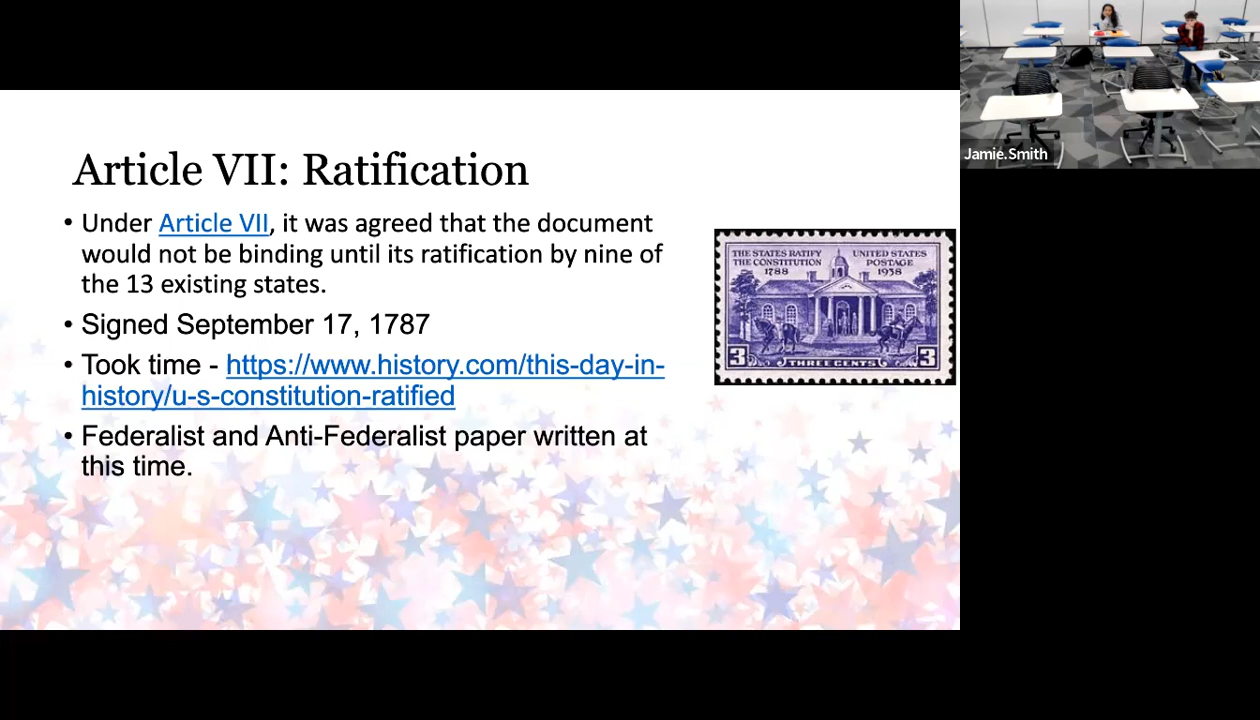 Jamie.Smith
Article VII: Ratification
• Under Article VII, it was agreed that the document
would not be binding until its ratification by nine of
the 13 existing states.
• Signed September 17, 1787
• Took time - https://www.history.com/this-day-in-
history/u-s-constitution-ratified
• Federalist and Anti-Federalist paper written at
this time.
THE STATES RATIFY
THE CONSTITUTION
1788
UNITED STATES
POSTAGE
1938
3 THREE CENTS 3